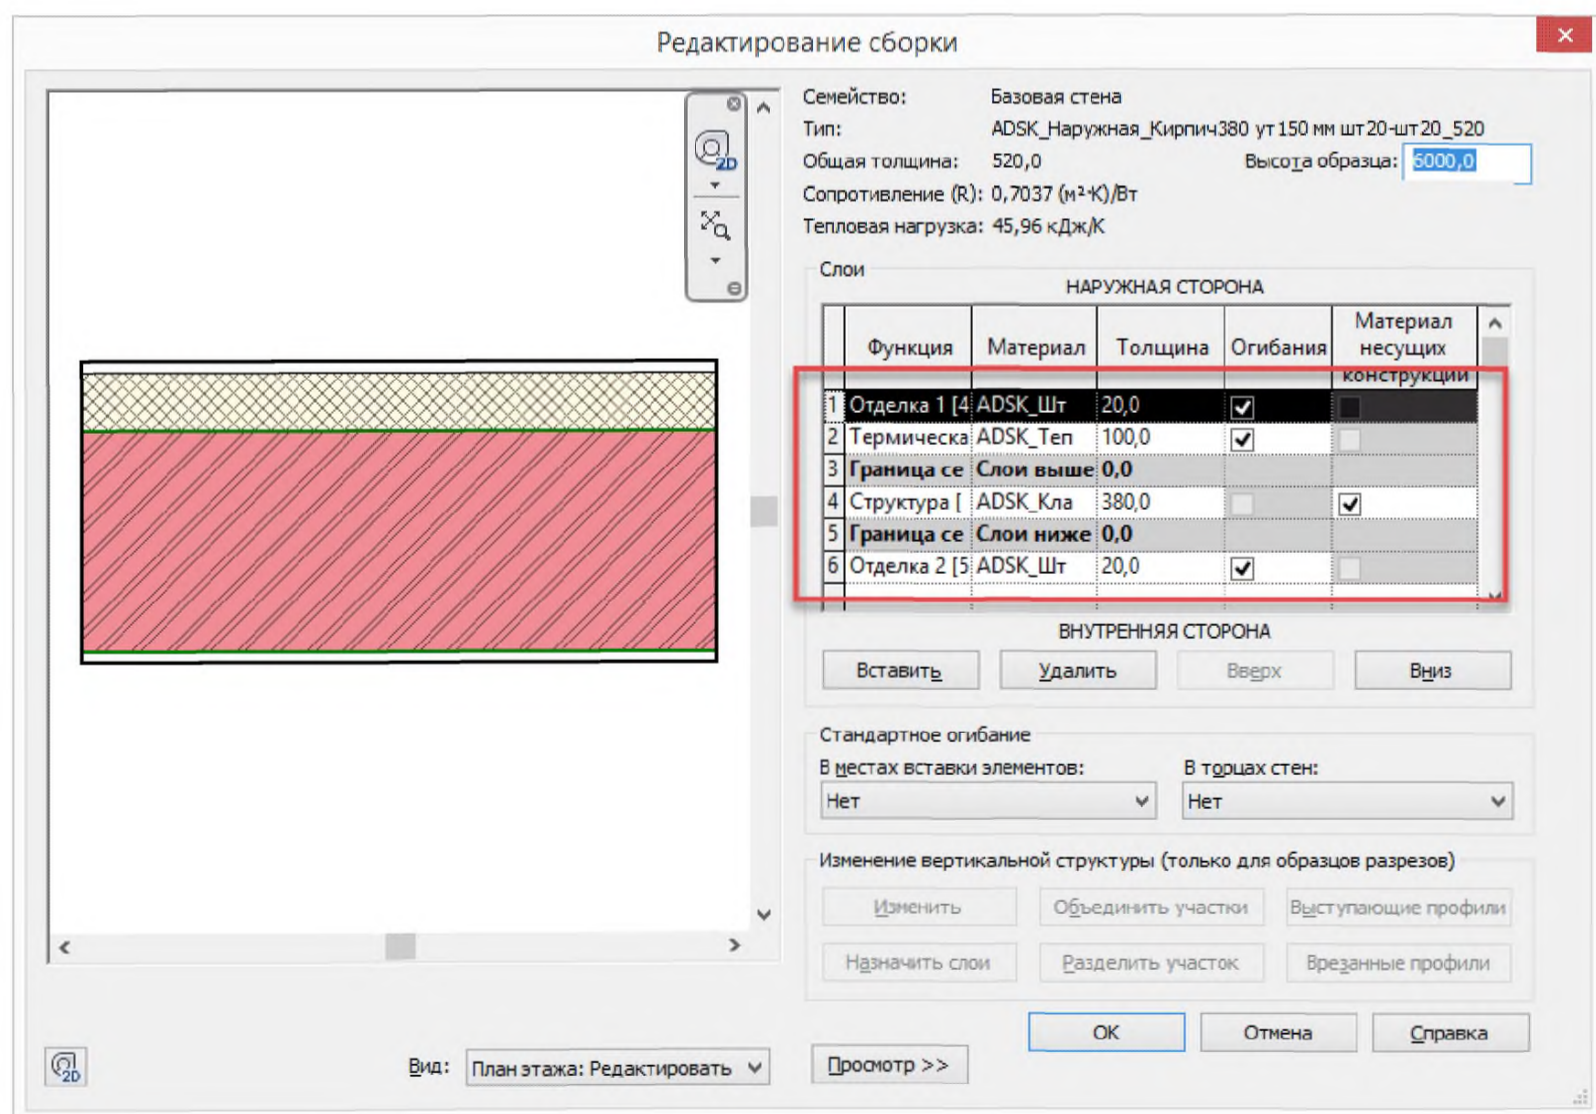 Редактирование сборки
2D
Семейство: Базовая стена
Тип: ADSK_Наружная_Кирпич380 ут150 мм шт20-шт20_520
Общая толщина: 520,0 Высота образца: 6000,0
Сопротивление (R): 0,7037 (м²·К)/Вт
Тепловая нагрузка: 45,96 кДж/К
Слои
НАРУЖНАЯ СТОРОНА
Функция Материал Толщина Огибания Материал несущих конструкций
1 Отделка 1 [4 ADSK_Шт 20,0
2 Термическа ADSK_Теп 100,0
3 Граница се Слои выше 0,0
4 Структура [ ADSK_Кла 380,0
5 Граница се Слои ниже 0,0
6 Отделка 2 [5 ADSK_Шт 20,0
ВНУТРЕННЯЯ СТОРОНА
Вставить Удалить Вверх Вниз
Стандартное огибание
В местах вставки элементов: В торцах стен:
Нет Нет
Изменение вертикальной структуры (только для образцов разрезов)
Изменить Объединить участки Выступающие профили
Назначить слои Разделить участок Врезанные профили
OK Отмена Справка
2D Вид: План этажа: Редактировать Просмотр >>